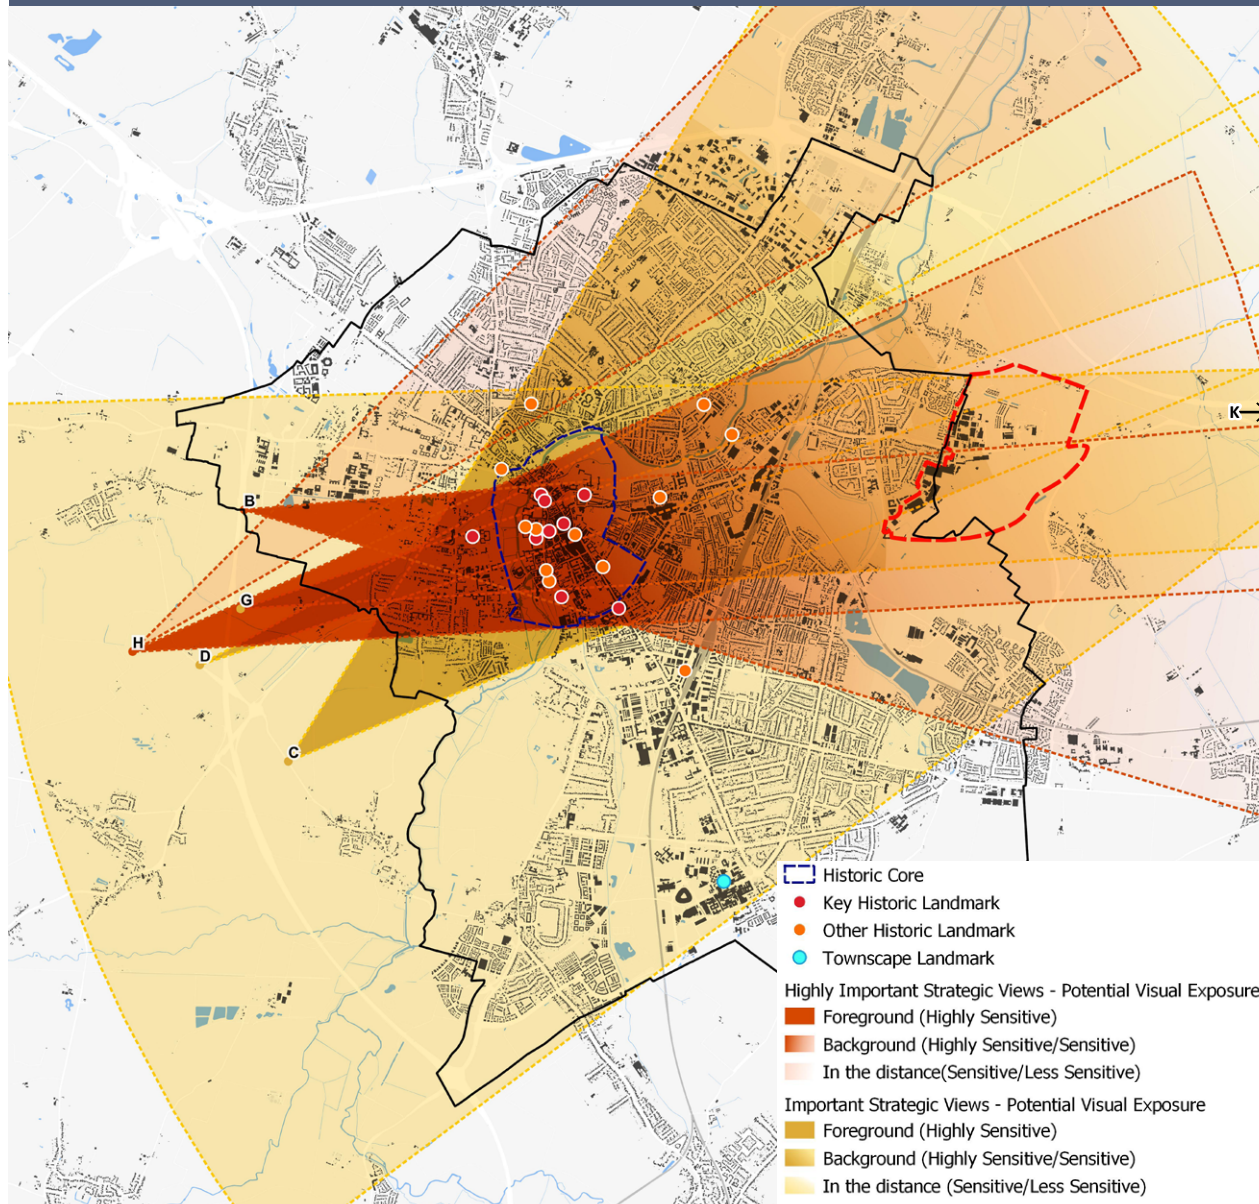 K
B
G
H
D
C
Historic Core
Key Historic Landmark
Other Historic Landmark
Townscape Landmark
Highly Important Strategic Views - Potential Visual Exposure
Foreground (Highly Sensitive)
Background (Highly Sensitive/Sensitive)
In the distance(Sensitive/Less Sensitive)
Important Strategic Views - Potential Visual Exposure
Foreground (Highly Sensitive)
Background (Highly Sensitive/Sensitive)
In the distance (Sensitive/Less Sensitive)